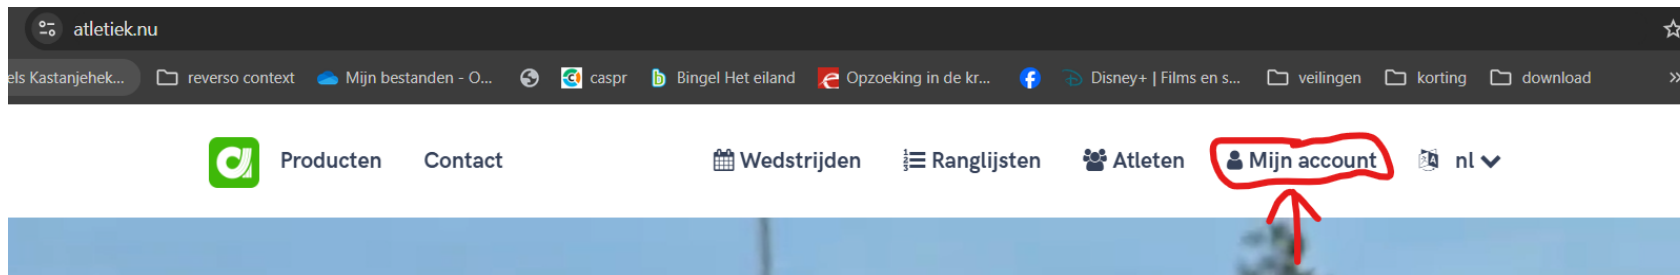 atletiek.nu
els Kastanjehek... reverso context Mijn bestanden - O... caspr Bingel Het eiland Opzoeking in de kr... Disney+ | Films en s... veilingen korting download
Producten Contact Wedstrijden Ranglijsten Atleten Mijn account nl